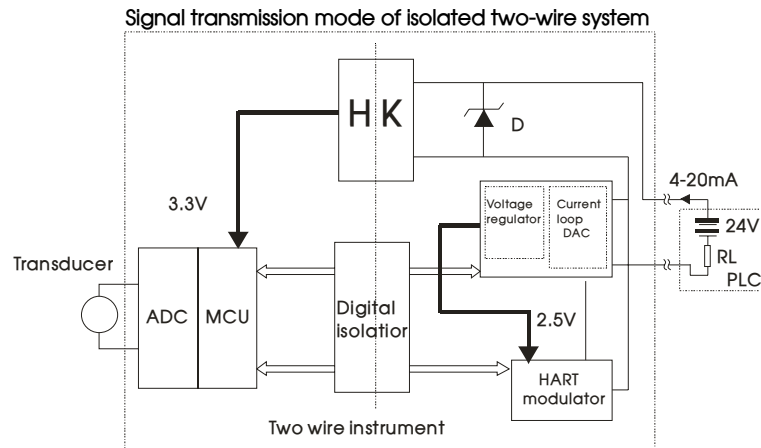 Signal transmission mode of isolated two-wire system
H K
D
3.3V
4-20mA
Voltage
regulator
Current
loop
DAC
24V
RL
PLC
Transducer
ADC
MCU
Digital
isolatior
2.5V
HART
modulator
Two wire instrument